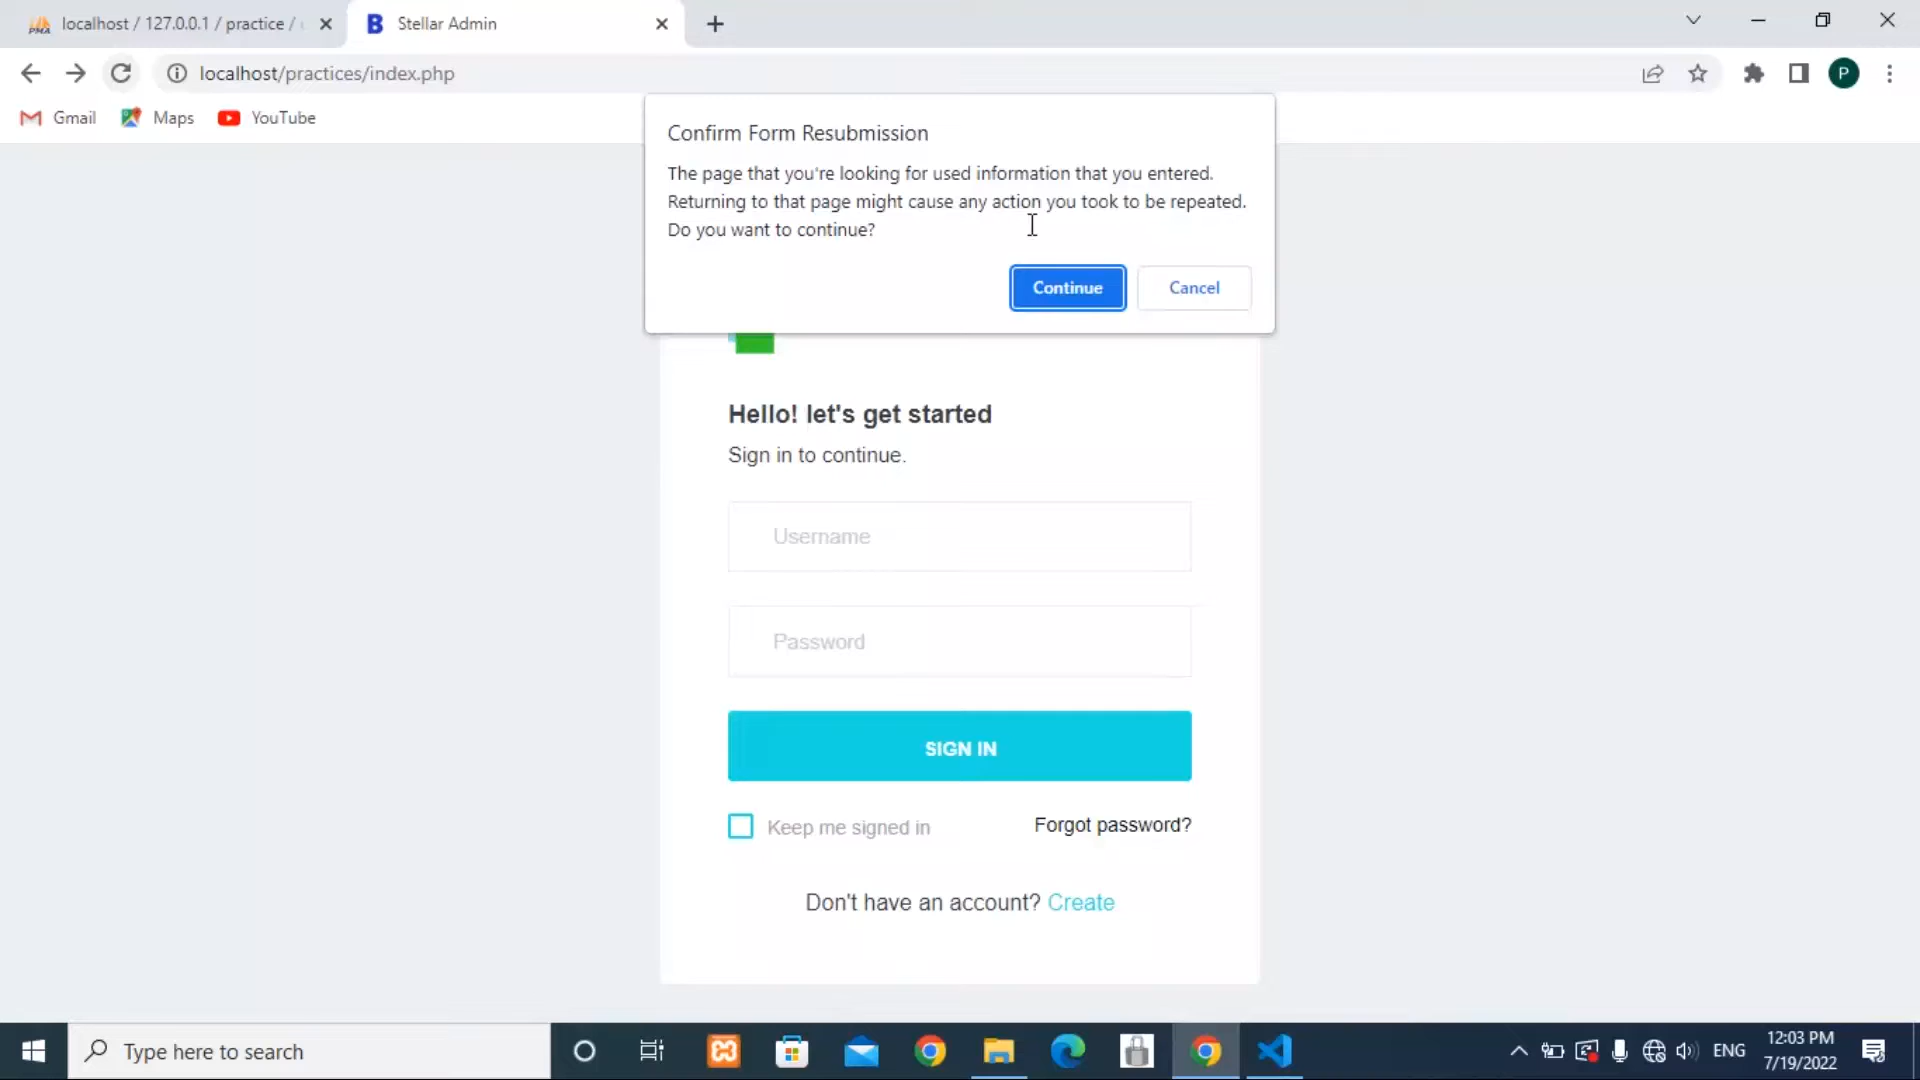 localhost / 127.0.0.1 / practice /
Stellar Admin
localhost/practices/index.php
P
Gmail
Maps
YouTube
Confirm Form Resubmission
The page that you're looking for used information that you entered.
Returning to that page might cause any action you took to be repeated.
Do you want to continue?
Continue
Cancel
Hello! let's get started
Sign in to continue.
Username
Password
SIGN IN
Keep me signed in
Forgot password?
Don't have an account? Create
Type here to search
ENG
12:03 PM
7/19/2022